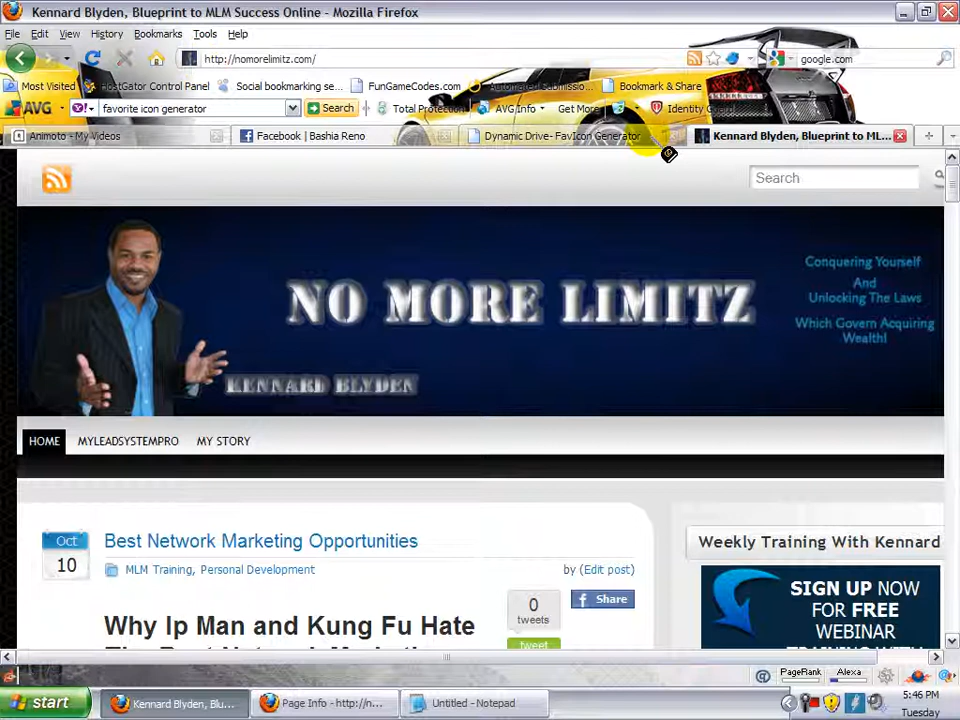 Kennard Blyden, Blueprint to MLM Success Online - Mozilla Firefox
File Edit View History Bookmarks Tools Help
http://nomorelimitz.com/
google.com
Most Visited HostGator Control Panel Social bookmarking se... FunGameCodes.com Automated Submissio... Bookmark & Share
AVG Y! favorite icon generator Search Total Protection AVG Info Get More Identity
Animoto - My Videos
Facebook | Bashia Reno
Dynamic Drive- FavIcon Generator
Kennard Blyden, Blueprint to ML...
Search
NO MORE LIMITZ
KENNARD BLYDEN
Conquering Yourself
And
Unlocking The Laws
Which Govern Acquiring
Wealth!
HOME MYLEADSYSTEMPRO MY STORY
Oct
10
Best Network Marketing Opportunities
MLM Training, Personal Development
by (Edit post)
0
tweets
tweet
Share
Why Ip Man and Kung Fu Hate
Weekly Training With Kennard
SIGN UP NOW
FOR FREE
WEBINAR
PageRank Alexa
start
Kennard Blyden, Blu...
Page Info - http://n...
Untitled - Notepad
5:46 PM
Tuesday